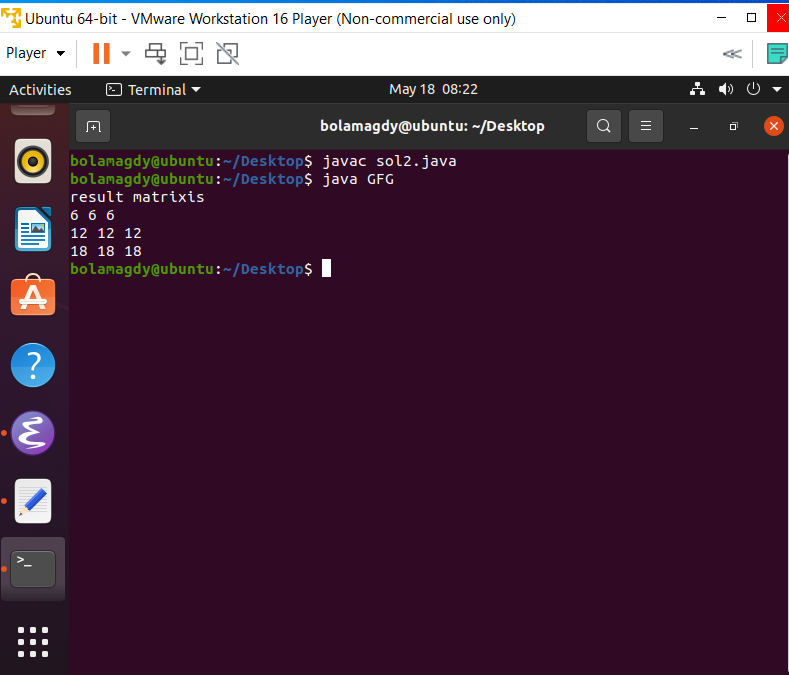 Ubuntu 64-bit - VMware Workstation 16 Player (Non-commercial use only)
Player
Activities Terminal May 18 08:22
bolamagdy@ubuntu: ~/Desktop
bolamagdy@ubuntu:~/Desktop$ javac sol2.java
bolamagdy@ubuntu:~/Desktop$ java GFG
result matrixis
6 6 6
12 12 12
18 18 18
bolamagdy@ubuntu:~/Desktop$